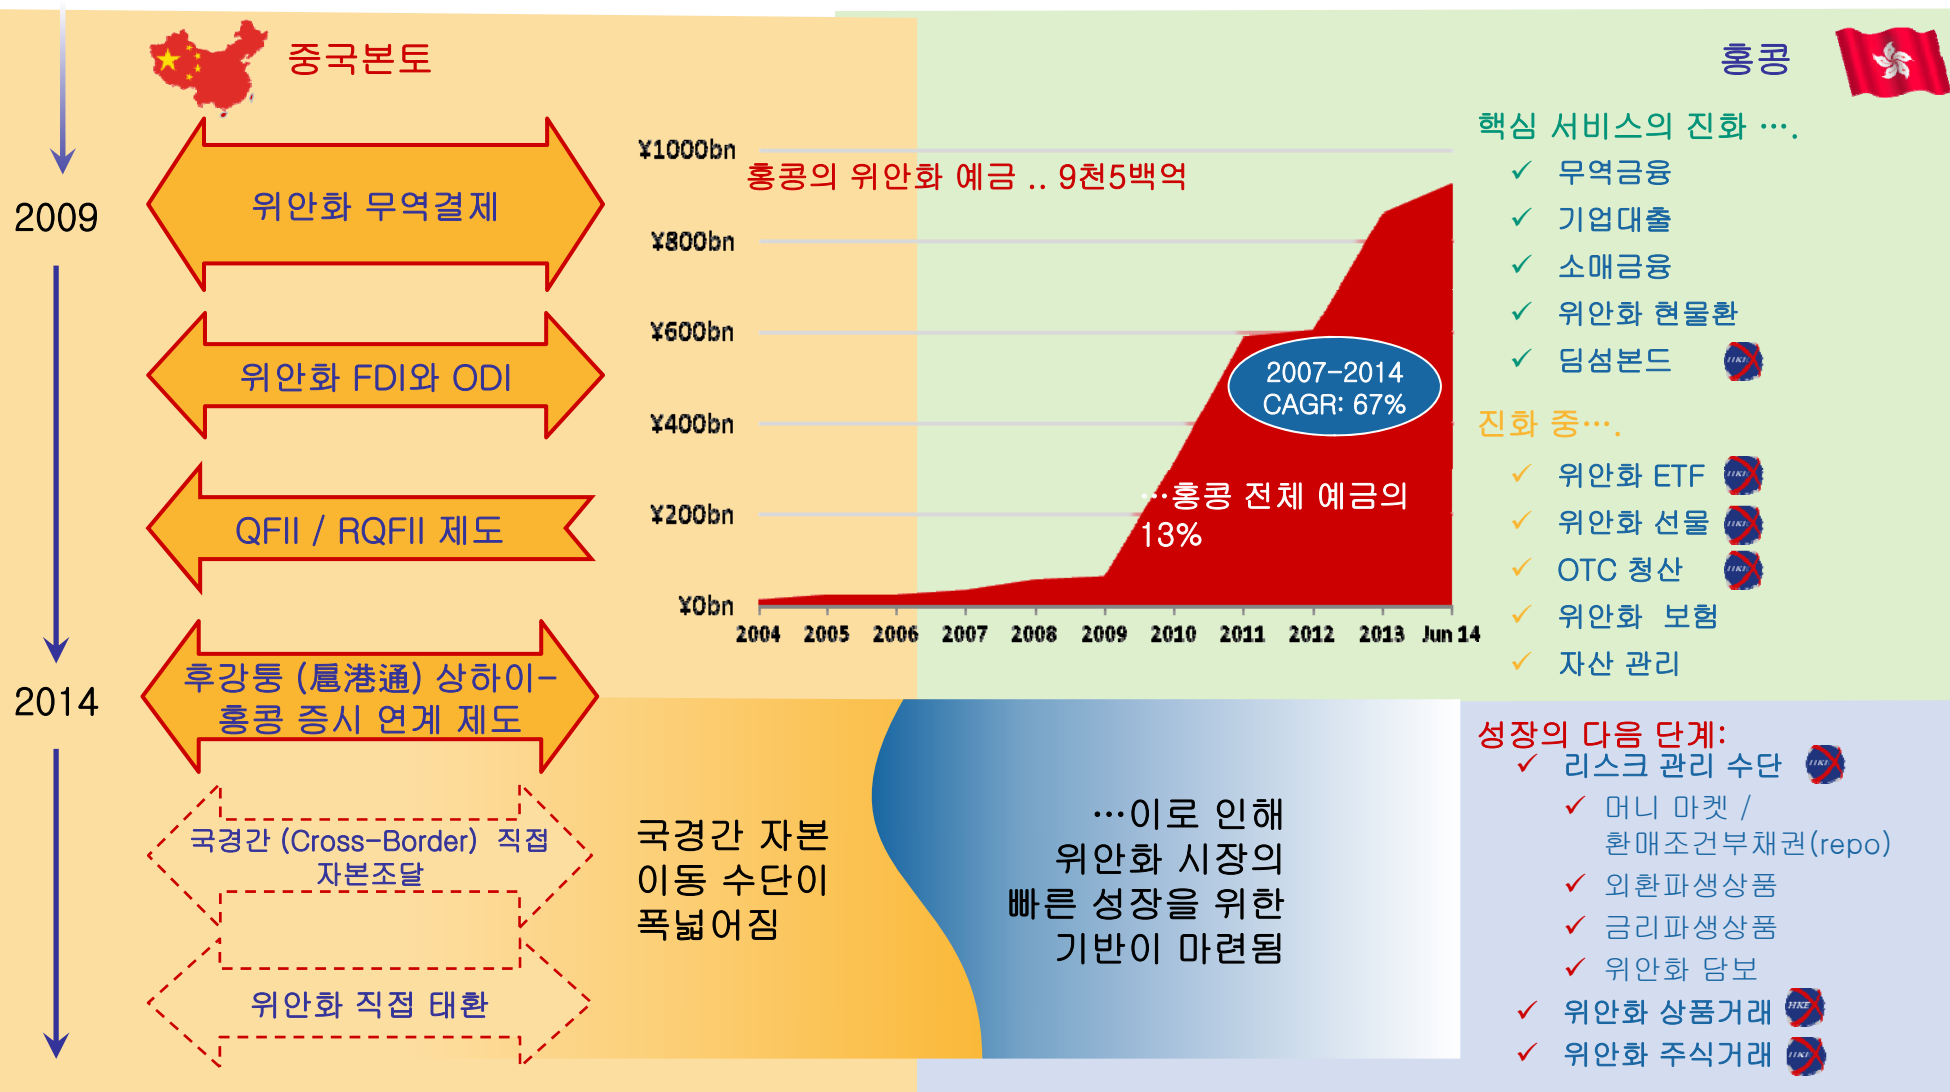 중국본토
홍콩
2009
위안화 무역결제
위안화 FDI와 ODI
QFII / RQFII 제도
2014
후강퉁 (扈港通) 상하이-
홍콩 증시 연계 제도
국경간 (Cross-Border) 직접
자본조달
위안화 직접 태환
¥1000bn
홍콩의 위안화 예금 .. 9천5백억
¥800bn
¥600bn
¥400bn
¥200bn
¥0bn
2007-2014
CAGR: 67%
…홍콩 전체 예금의
13%
2004 2005 2006 2007 2008 2009 2010 2011 2012 2013 Jun 14
국경간 자본
이동 수단이
폭넓어짐
…이로 인해
위안화 시장의
빠른 성장을 위한
기반이 마련됨
핵심 서비스의 진화 ….
✓ 무역금융
✓ 기업대출
✓ 소매금융
✓ 위안화 현물환
✓ 딤섬본드
진화 중….
✓ 위안화 ETF
✓ 위안화 선물
✓ OTC 청산
✓ 위안화 보험
✓ 자산 관리
성장의 다음 단계:
✓ 리스크 관리 수단
✓ 머니 마켓 /
환매조건부채권(repo)
✓ 외환파생상품
✓ 금리파생상품
✓ 위안화 담보
✓ 위안화 상품거래
✓ 위안화 주식거래